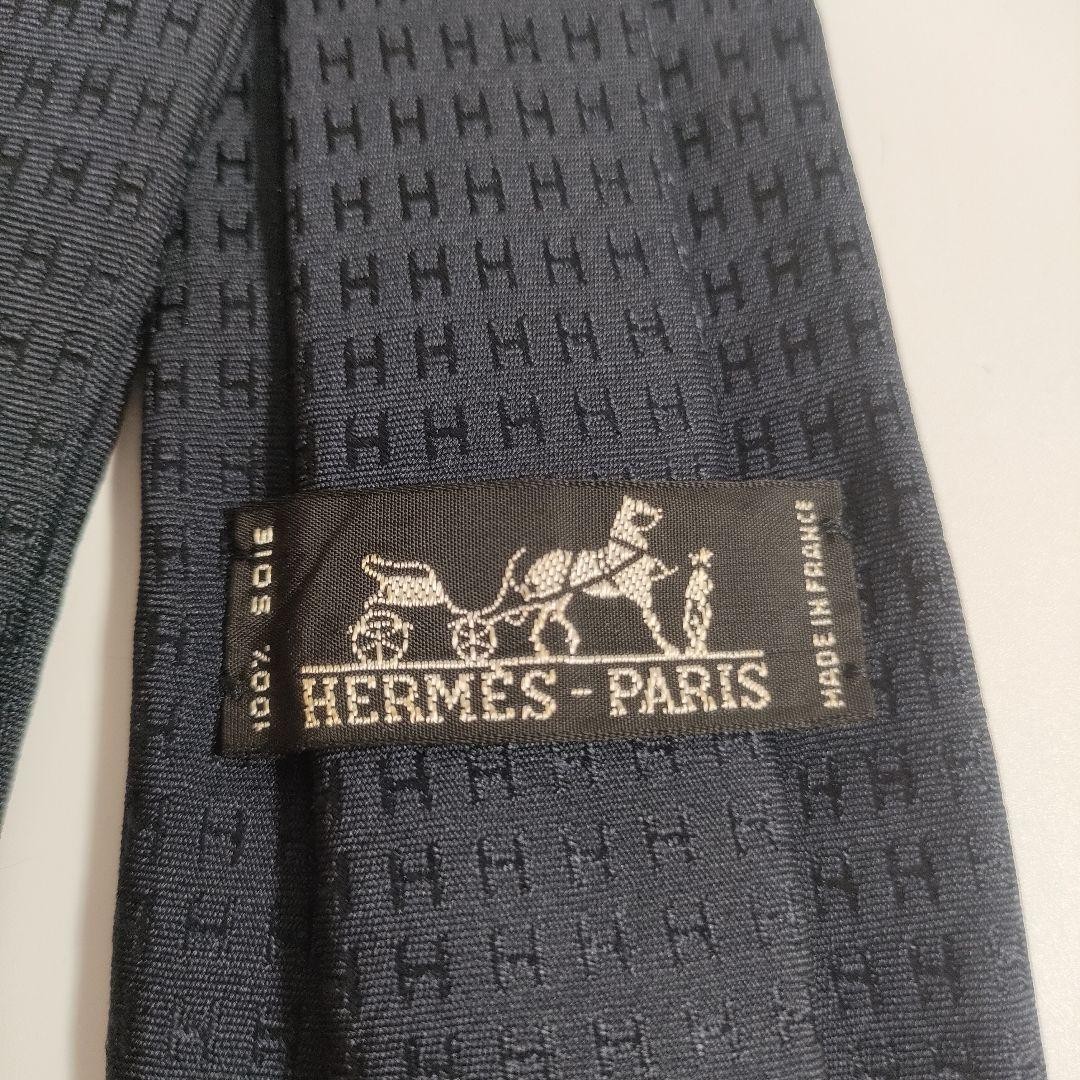 100% SOIE
HERMÈS - PARIS
MADE IN FRANCE